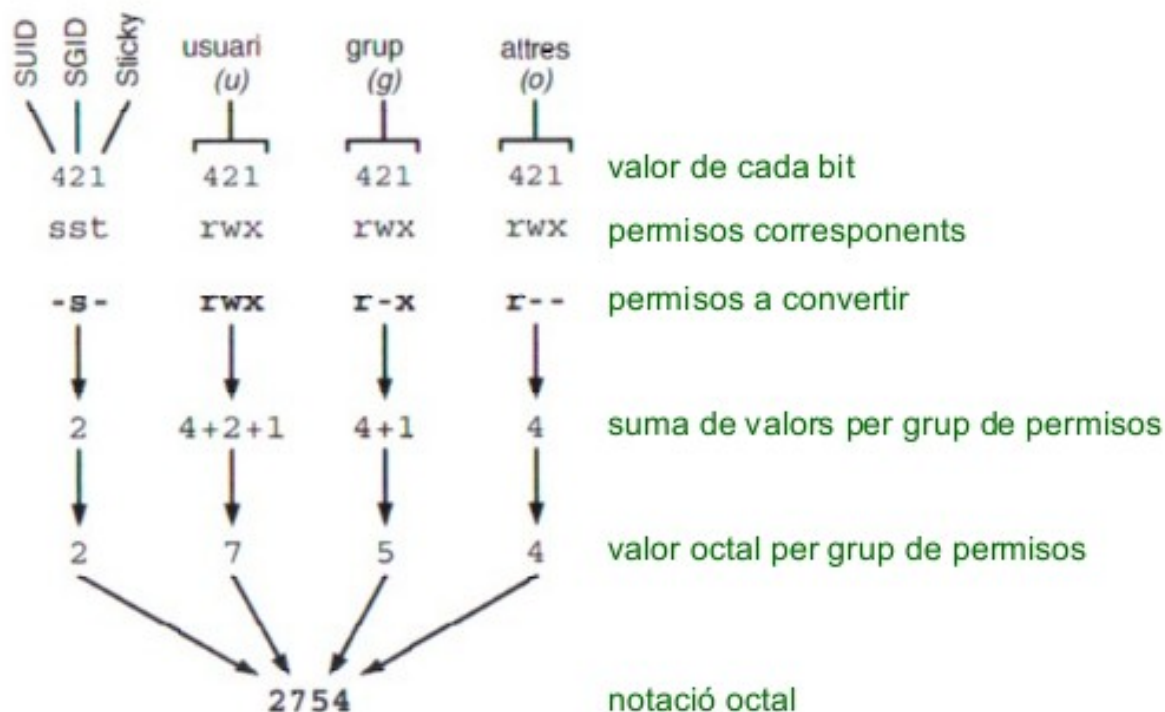 SUID SGID Sticky usuari grup altres
(u) (g) (o)
421 421 421 421 valor de cada bit
sst rwx rwx rwx permisos corresponents
-s- rwx r-x r-- permisos a convertir
2 4+2+1 4+1 4 suma de valors per grup de permisos
2 7 5 4 valor octal per grup de permisos
2754 notació octal